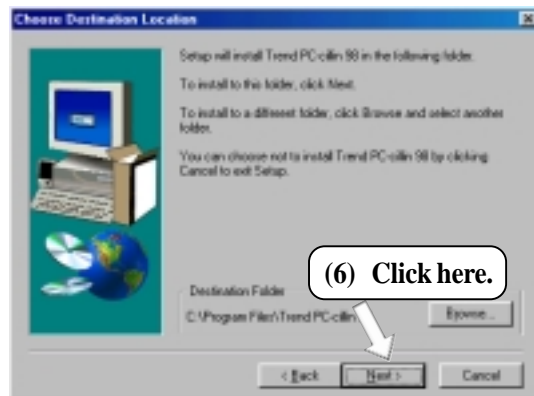 Choose Destination Location
Setup will install Trend PC-cillin 98 in the following folder.
To install to this folder, click Next.
To install to a different folder, click Browse and select another
folder.
You can choose not to install Trend PC-cillin 98 by clicking
Cancel to exit Setup.
(6) Click here.
Destination Folder
C:\Program Files\Trend PC-cillin
Browse...
< Back
Next >
Cancel